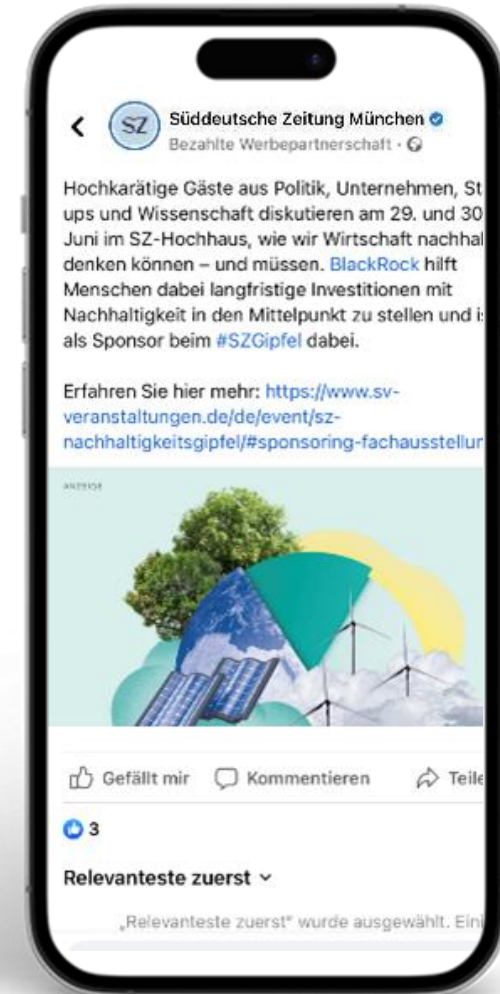 SZ
Süddeutsche Zeitung München
Bezahlte Werbepartnerschaft ·
Hochkarätige Gäste aus Politik, Unternehmen, St
ups und Wissenschaft diskutieren am 29. und 30
Juni im SZ-Hochhaus, wie wir Wirtschaft nachhal
denken können – und müssen. BlackRock hilft
Menschen dabei langfristige Investitionen mit
Nachhaltigkeit in den Mittelpunkt zu stellen und i
als Sponsor beim #SZGipfel dabei.
Erfahren Sie hier mehr: https://www.sv-
veranstaltungen.de/de/event/sz-
nachhaltigkeitsgipfel/#sponsoring-fachausstellur
ANZEIGE
Gefällt mir Kommentieren Teile
3
Relevanteste zuerst
„Relevanteste zuerst“ wurde ausgewählt. Eini